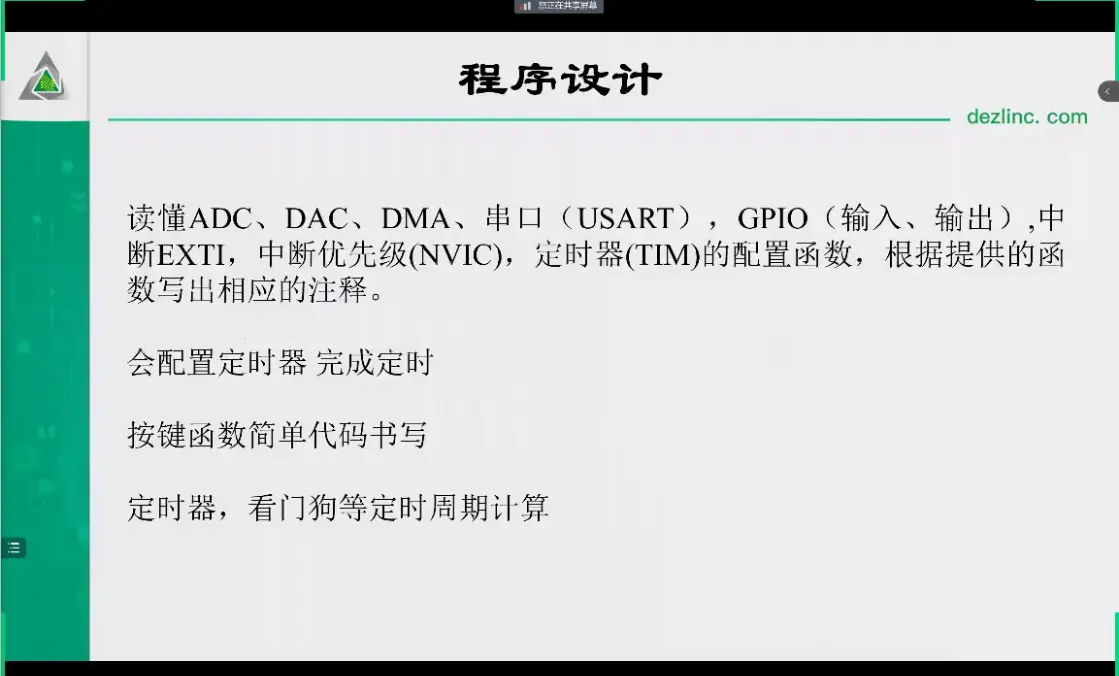 您正在共享屏幕
程序设计
dezlinc. com
读懂ADC、DAC、DMA、串口（USART），GPIO（输入、输出）,中
断EXTI，中断优先级(NVIC)，定时器(TIM)的配置函数，根据提供的函
数写出相应的注释。
会配置定时器 完成定时
按键函数简单代码书写
定时器，看门狗等定时周期计算